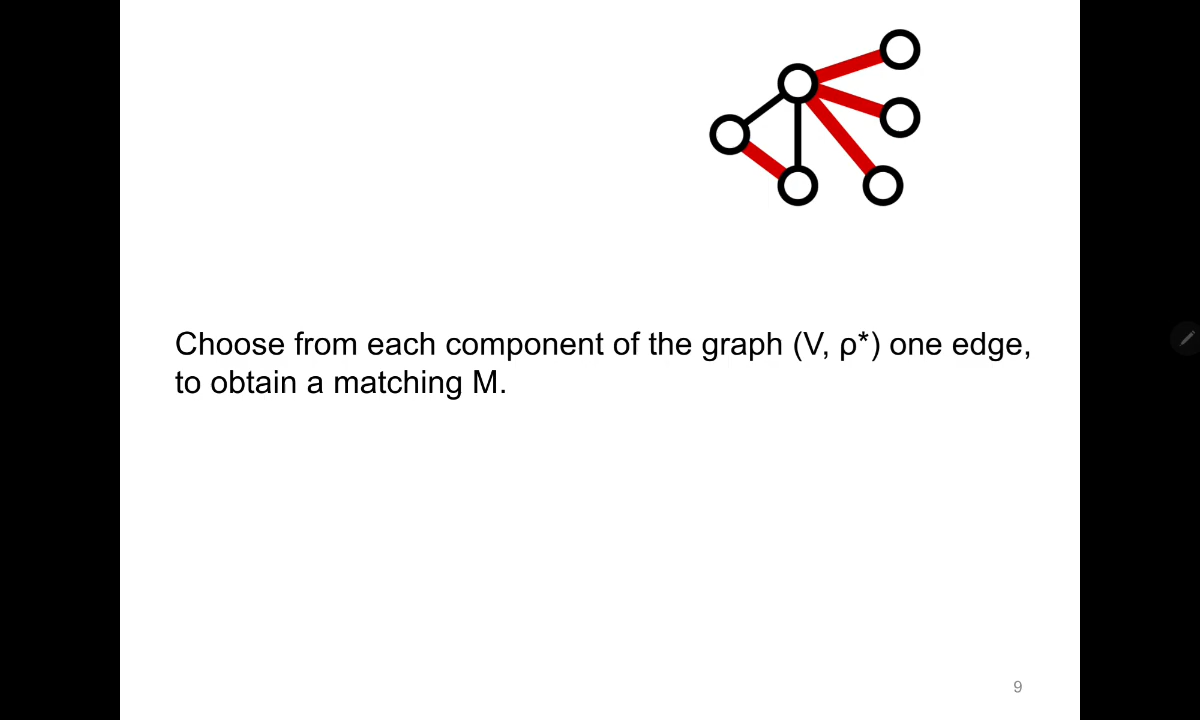 Choose from each component of the graph (V, ρ*) one edge,
to obtain a matching M.
9